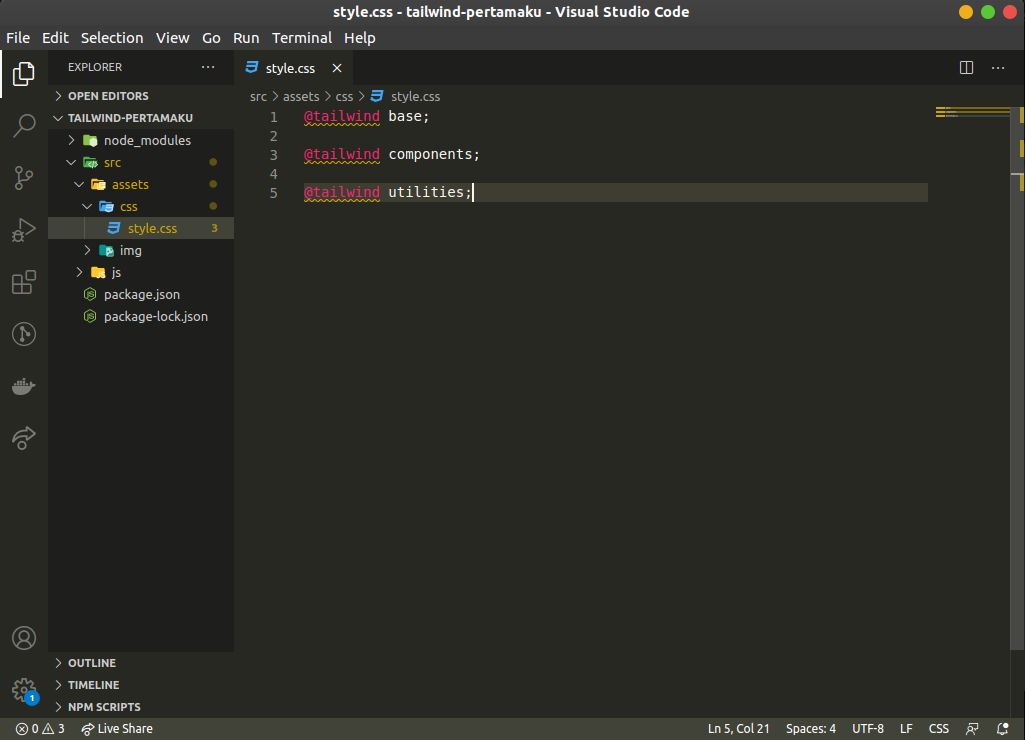 style.css - tailwind-pertamaku - Visual Studio Code
File Edit Selection View Go Run Terminal Help
EXPLORER
OPEN EDITORS
TAILWIND-PERTAMAKU
node_modules
src
assets
css
style.css 3
img
js
package.json
package-lock.json
OUTLINE
TIMELINE
NPM SCRIPTS
style.css
src > assets > css > style.css
1 @tailwind base;
2
3 @tailwind components;
4
5 @tailwind utilities;
1
0 3 Live Share Ln 5, Col 21 Spaces: 4 UTF-8 LF CSS